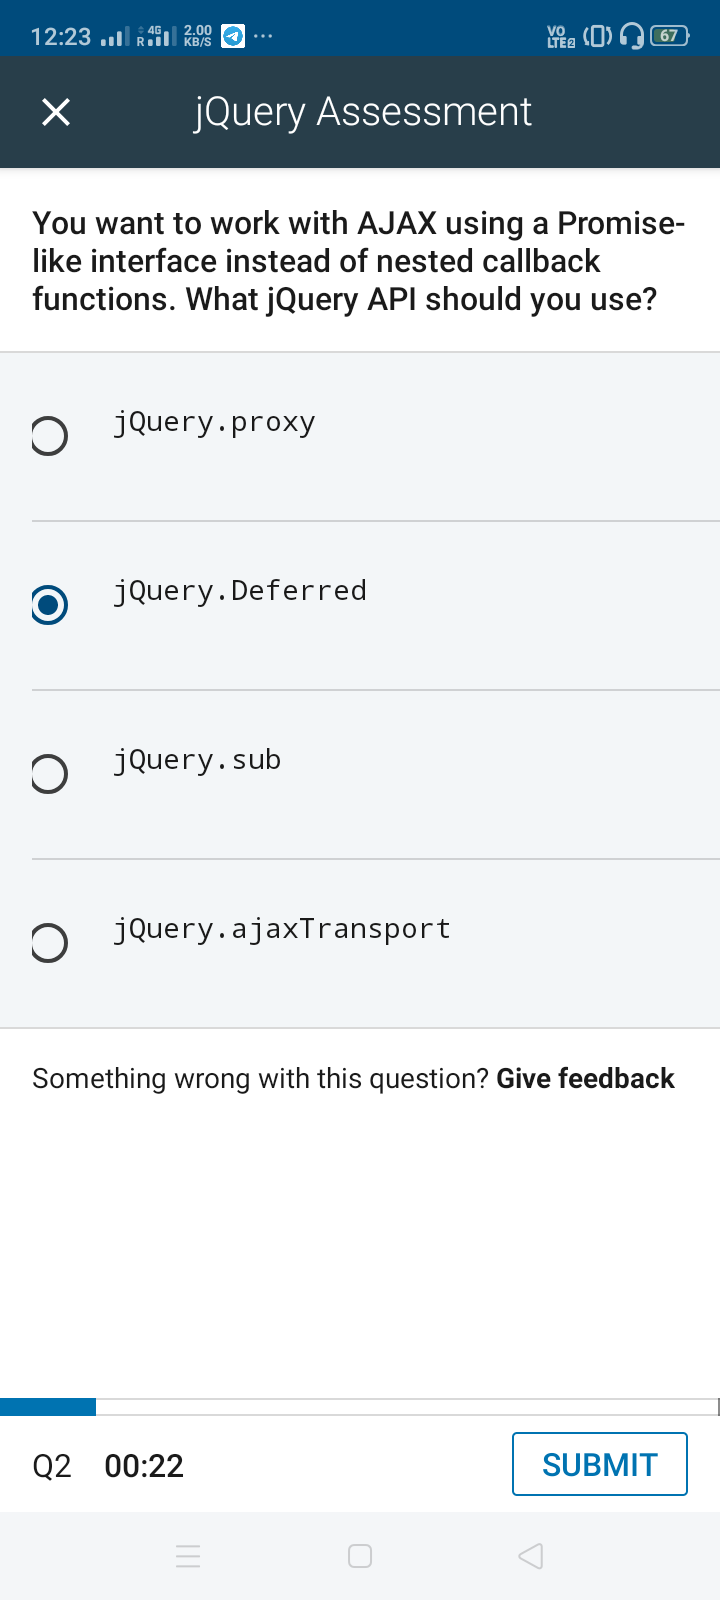 12:23 R 4G 2.00 KB/S ... VO LTE2 67
jQuery Assessment
You want to work with AJAX using a Promise-
like interface instead of nested callback
functions. What jQuery API should you use?
jQuery.proxy
jQuery.Deferred
jQuery.sub
jQuery.ajaxTransport
Something wrong with this question? Give feedback
Q2 00:22 SUBMIT